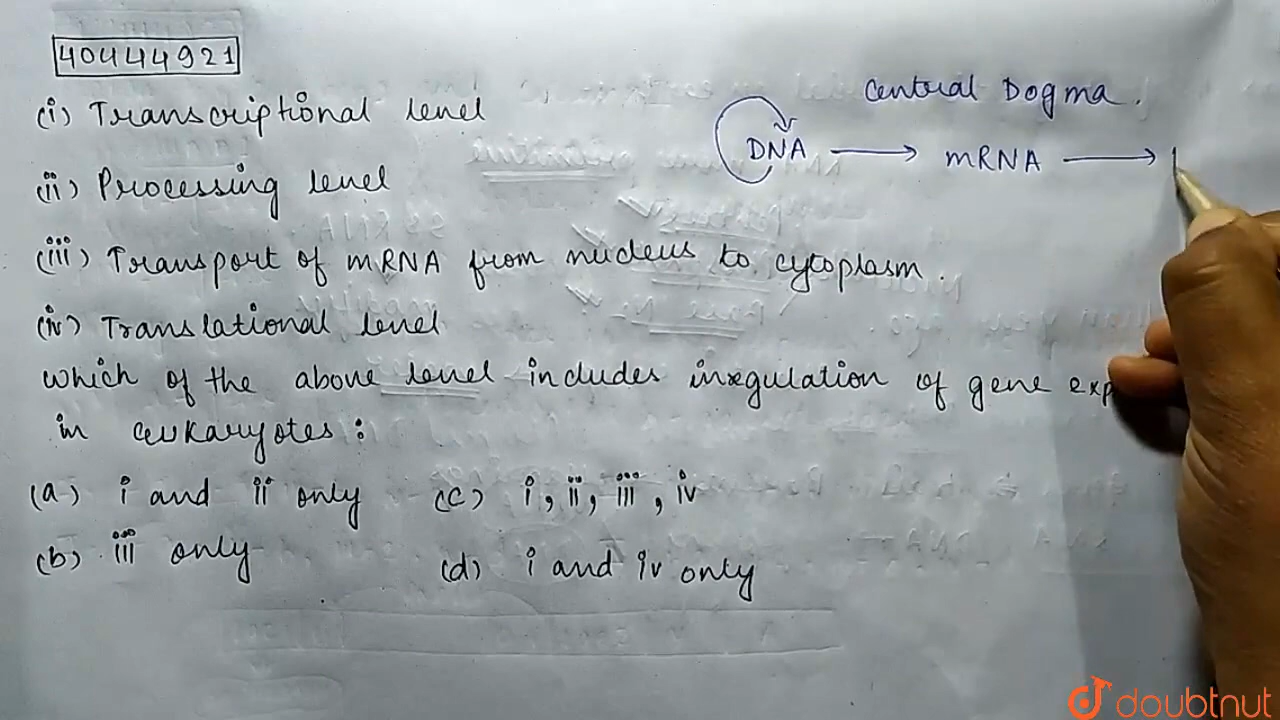 40444921
Central Dogma.
(i) Transcriptional level
DNA → mRNA →
(ii) Processing level
(iii) Transport of mRNA from nucleus to cytoplasm.
(iv) Translational level
which of the above level includes in regulation of gene exp
in eukaryotes:
(a) i and ii only (c) i, ii, iii, iv
(b) iii only (d) i and iv only
doubtnut